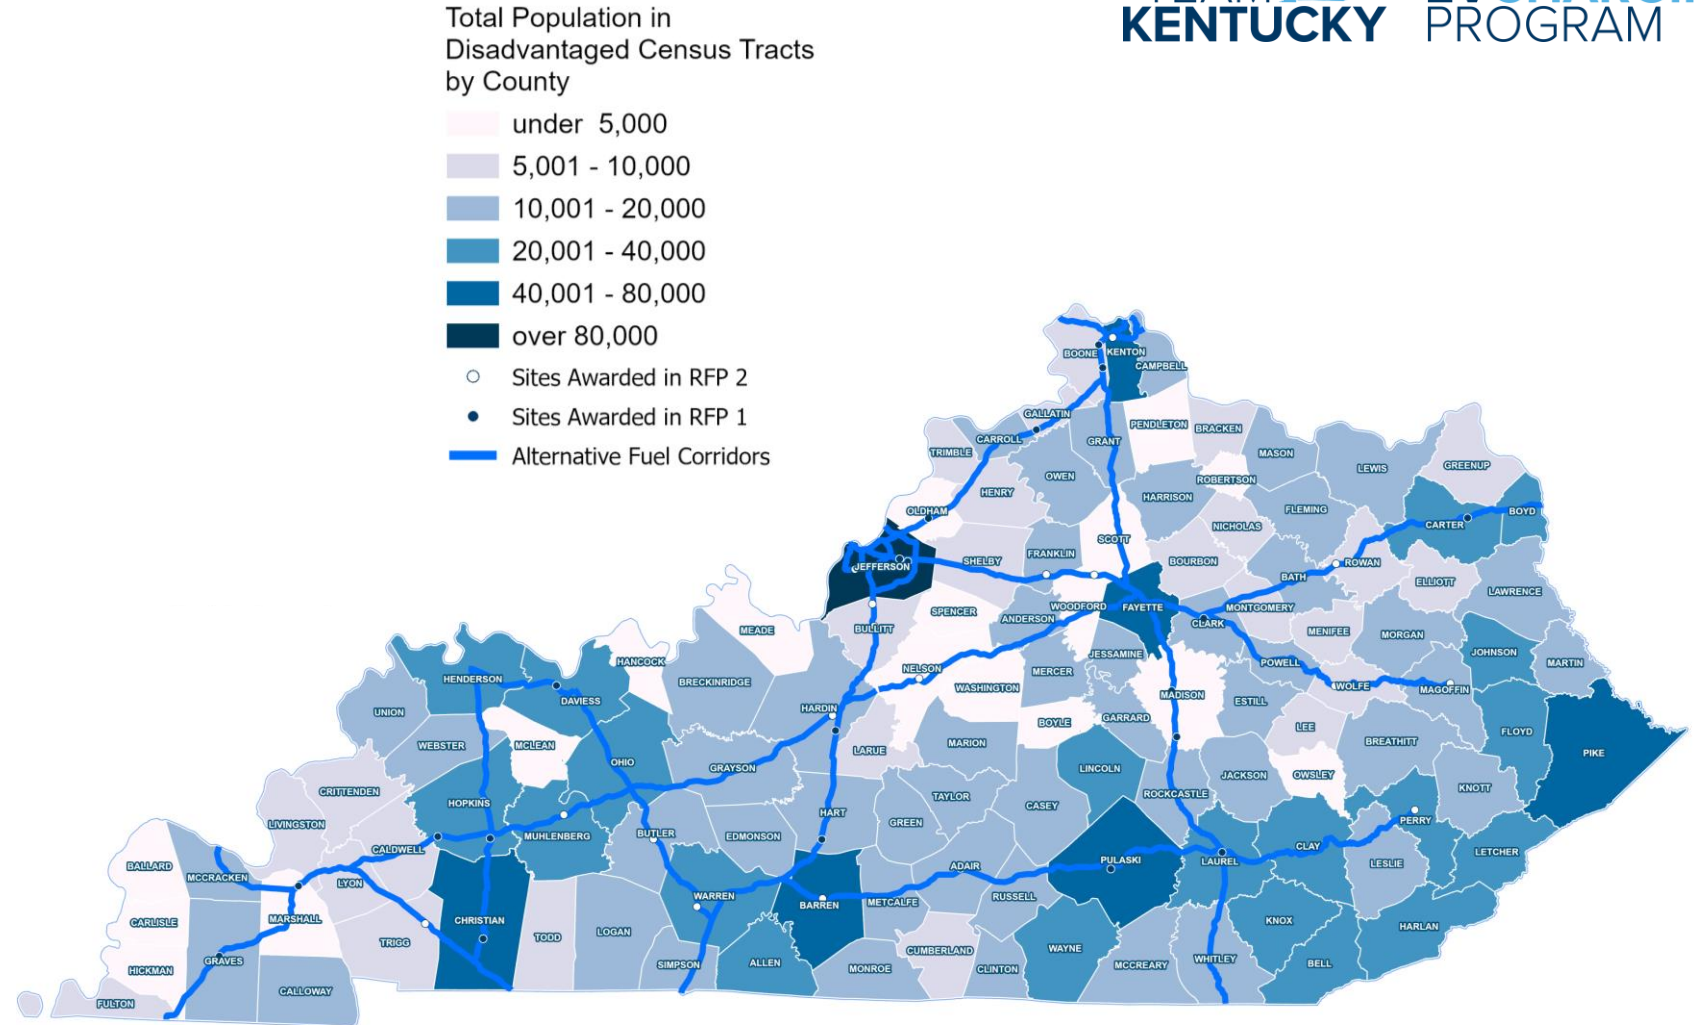 Total Population in
Disadvantaged Census Tracts
by County
under 5,000
5,001 - 10,000
10,001 - 20,000
20,001 - 40,000
40,001 - 80,000
over 80,000
Sites Awarded in RFP 2
Sites Awarded in RFP 1
Alternative Fuel Corridors
KENTUCKY PROGRAM
BOONE
KENTON
CAMPBELL
GALLATIN
PENDLETON
BRACKEN
CARROLL
GRANT
TRIMBLE
MASON
LEWIS
GREENUP
OWEN
ROBERTSON
HENRY
HARRISON
OLDHAM
FLEMING
BOYD
CARTER
NICHOLAS
SCOTT
FRANKLIN
SHELBY
BOURBON
ROWAN
JEFFERSON
BATH
ELLIOTT
LAWRENCE
WOODFORD
FAYETTE
MONTGOMERY
SPENCER
ANDERSON
CLARK
BULLITT
MEADE
MENIFEE
MORGAN
JESSAMINE
JOHNSON
HANCOCK
POWELL
MARTIN
NELSON
MERCER
HENDERSON
BRECKINRIDGE
WASHINGTON
WOLFE
MAGOFFIN
MADISON
DAVIESS
ESTILL
UNION
HARDIN
BOYLE
GARRARD
LEE
FLOYD
WEBSTER
MCLEAN
LARUE
MARION
BREATHITT
PIKE
OHIO
GRAYSON
LINCOLN
JACKSON
OWSLEY
KNOTT
CRITTENDEN
ROCKCASTLE
TAYLOR
HOPKINS
CASEY
HART
LIVINGSTON
GREEN
PERRY
BUTLER
EDMONSON
MUHLENBERG
CLAY
CALDWELL
LETCHER
PULASKI
LAUREL
LESLIE
BALLARD
ADAIR
MCCRACKEN
LYON
WARREN
RUSSELL
METCALFE
BARREN
MARSHALL
CARLISLE
CHRISTIAN
KNOX
HARLAN
LOGAN
TODD
TRIGG
WAYNE
CUMBERLAND
GRAVES
WHITLEY
BELL
ALLEN
SIMPSON
MCCREARY
HICKMAN
MONROE
CLINTON
CALLOWAY
FULTON